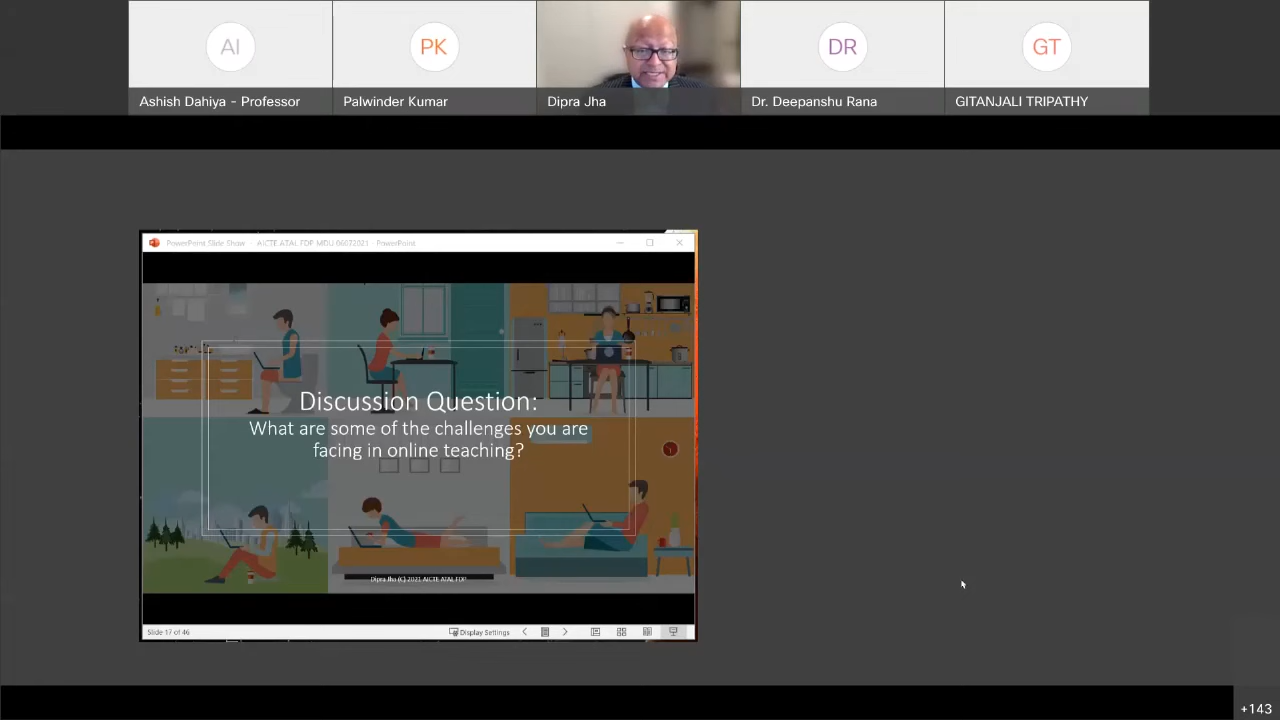 AI
PK
DR
GT
Ashish Dahiya - Professor
Palwinder Kumar
Dipra Jha
Dr. Deepanshu Rana
GITANJALI TRIPATHY
PowerPoint Slide Show - AICTE ATAL FDP MDU 06072021 - PowerPoint
Discussion Question:
What are some of the challenges you are
facing in online teaching?
Dipra Jha (C) 2021 AICTE ATAL FDP
Slide 17 of 46
Display Settings
+143